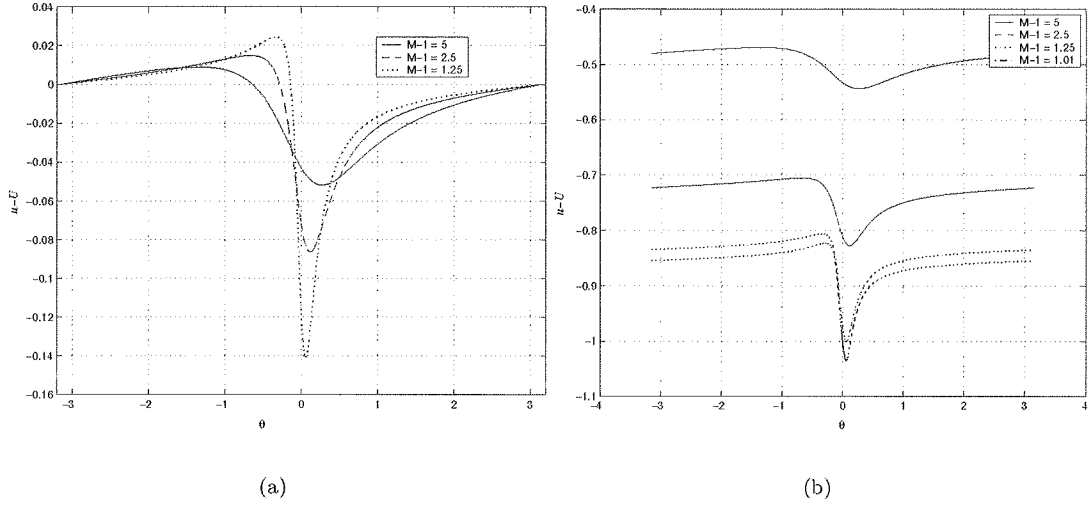 0.04
0.02
0
−0.02
−0.04
−0.06
−0.08
−0.1
−0.12
−0.14
−0.16
u−U
−3
−2
−1
0
1
2
3
θ
M-1 = 5
M-1 = 2.5
M-1 = 1.25
(a)
−0.4
−0.5
−0.6
−0.7
−0.8
−0.9
−1
−1.1
u−U
−4
−3
−2
−1
0
1
2
3
4
θ
M-1 = 5
M-1 = 2.5
M-1 = 1.25
M-1 = 1.01
(b)